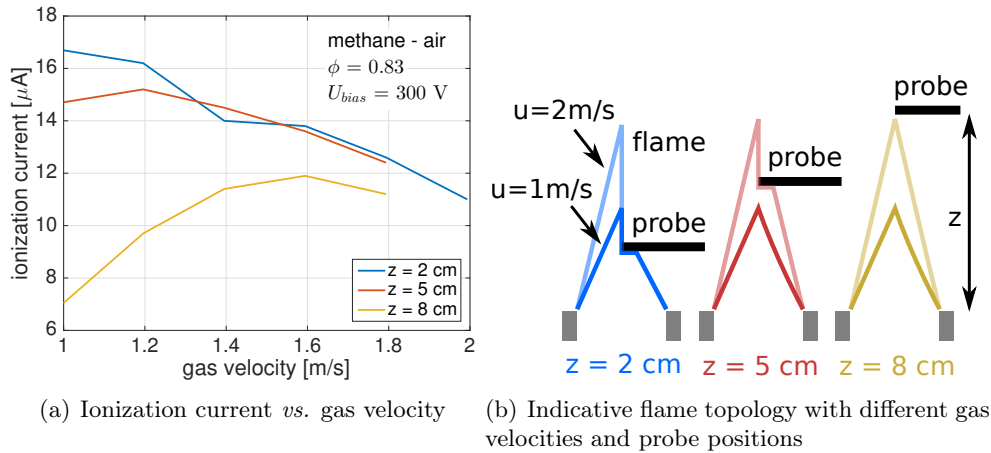 18
16
14
12
10
8
6
ionization current [μA]
methane - air
ϕ = 0.83
U_bias = 300 V
z = 2 cm
z = 5 cm
z = 8 cm
1 1.2 1.4 1.6 1.8 2
gas velocity [m/s]
(a) Ionization current vs. gas velocity
u=2m/s
flame
u=1m/s
probe
probe
probe
z
z = 2 cm z = 5 cm z = 8 cm
(b) Indicative flame topology with different gas
velocities and probe positions